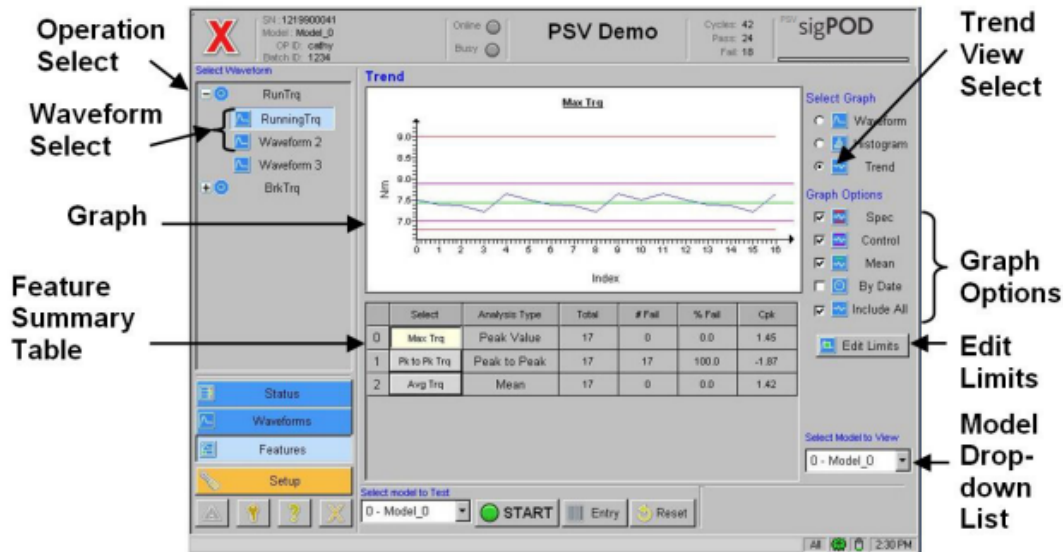 Operation Select
Waveform Select
Graph
Feature Summary Table
SN: 1219900041
Model: Model_0
OP ID: cathy
Batch ID: 1234
Online
Busy
PSV Demo
Cycles: 42
Pass: 24
Fail: 18
PSV sigPOD
Select Waveform
RunTrq
RunningTrq
Waveform 2
Waveform 3
BrkTrq
Trend
Max Trq
Nm
9.0
8.5
8.0
7.5
7.0
0 1 2 3 4 5 6 7 8 9 10 11 12 13 14 15 16
Index
Select Analysis Type Total # Fail % Fail Cpk
0 Max Trq Peak Value 17 0 0.0 1.45
1 Pk to Pk Trq Peak to Peak 17 17 100.0 -1.87
2 Avg Trq Mean 17 0 0.0 1.42
Select Graph
Waveform
Histogram
Trend
Graph Options
Spec
Control
Mean
By Date
Include All
Edit Limits
Select Model to View
0 - Model_0
Status
Waveforms
Features
Setup
Select model to Test
0 - Model_0
START
Entry
Reset
All
2:30 PM
Trend View Select
Graph Options
Edit Limits
Model Drop-down List